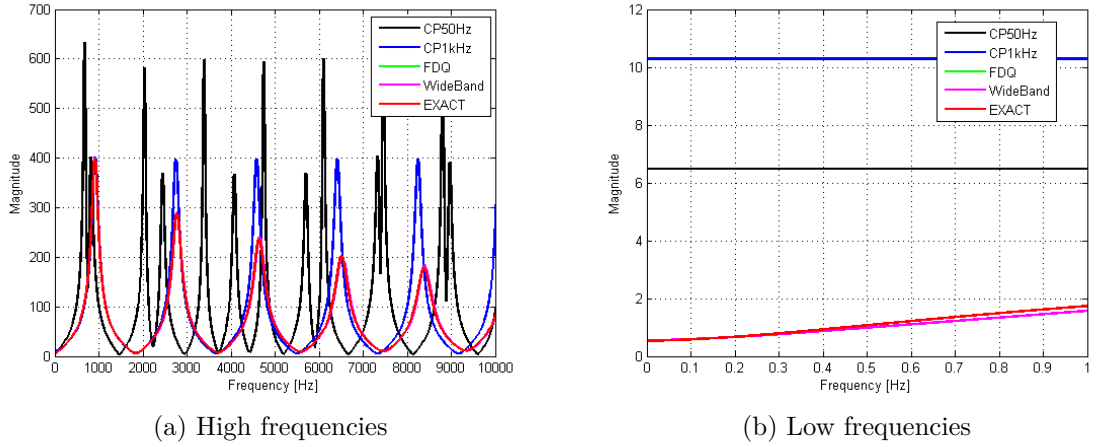 700
600
500
400
300
200
100
0
Magnitude
0
1000
2000
3000
4000
5000
6000
7000
8000
9000
10000
Frequency [Hz]
CP50Hz
CP1kHz
FDQ
WideBand
EXACT
(a) High frequencies
12
10
8
6
4
2
0
Magnitude
0
0.1
0.2
0.3
0.4
0.5
0.6
0.7
0.8
0.9
1
Frequency [Hz]
CP50Hz
CP1kHz
FDQ
WideBand
EXACT
(b) Low frequencies